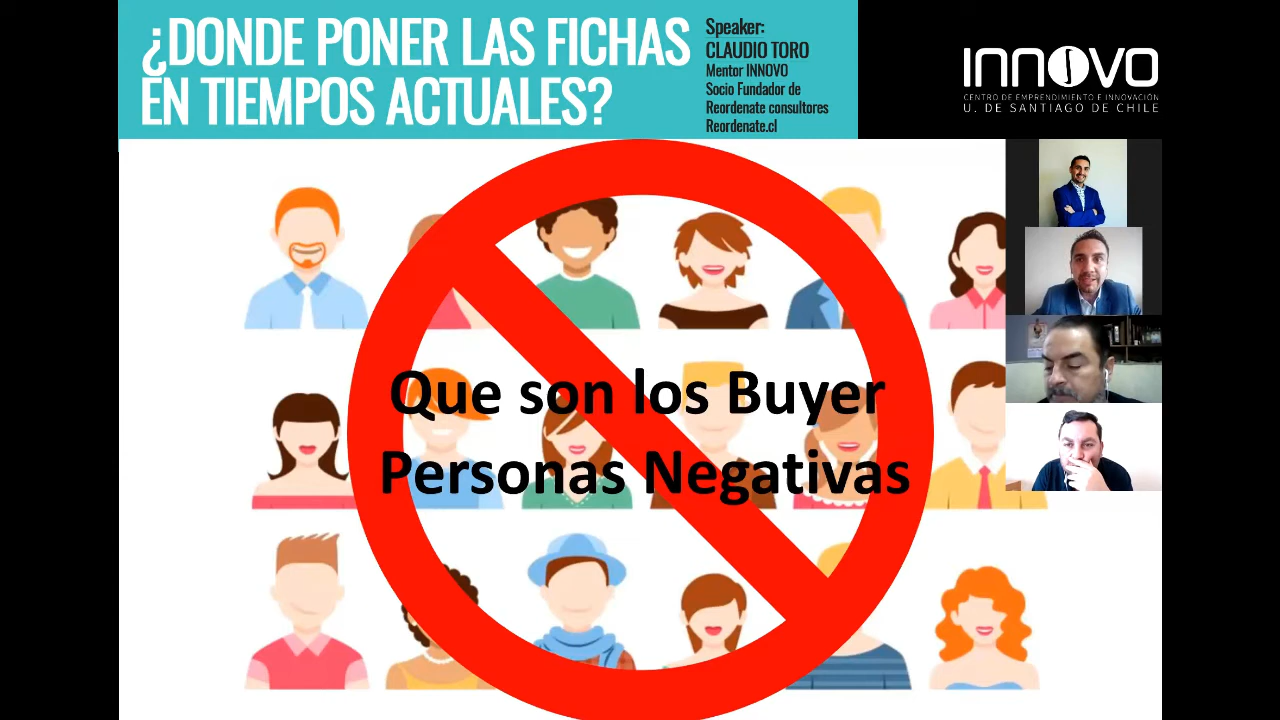 ¿DONDE PONER LAS FICHAS
EN TIEMPOS ACTUALES?
Speaker:
CLAUDIO TORO
Mentor INNOVO
Socio Fundador de
Reordenate consultores
Reordenate.cl
INNOVO
CENTRO DE EMPRENDIMIENTO E INNOVACIÓN
U. DE SANTIAGO DE CHILE
Que son los Buyer
Personas Negativas